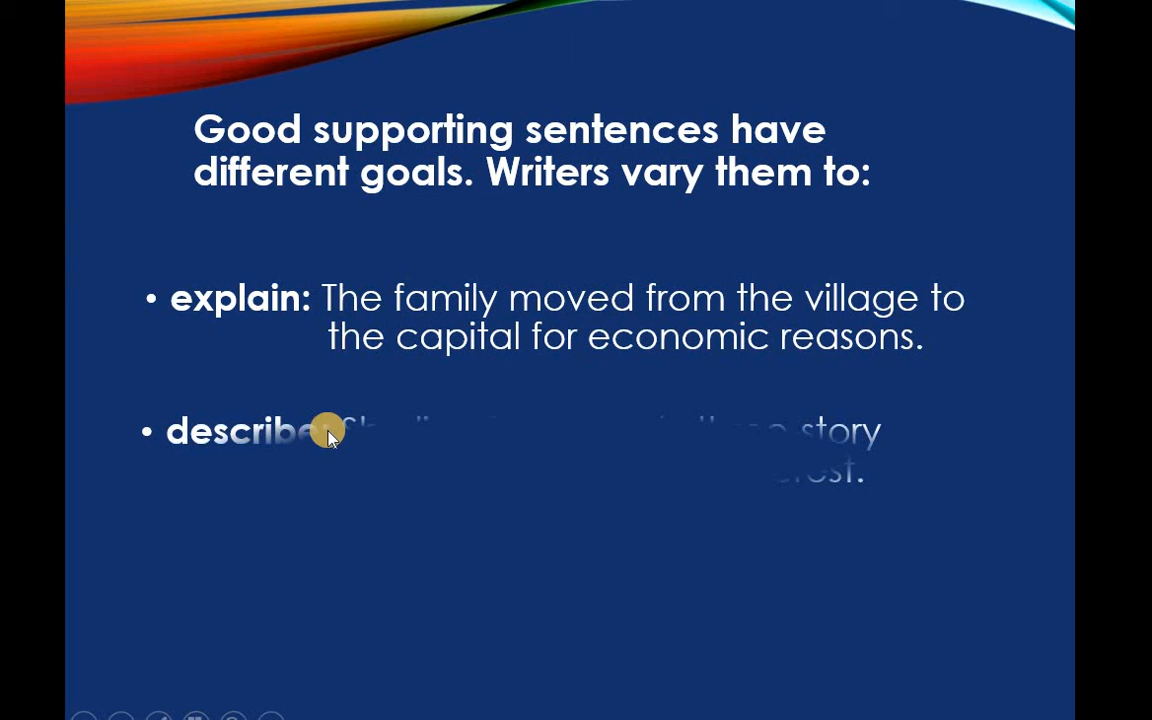 Good supporting sentences have
different goals. Writers vary them to:
• explain: The family moved from the village to
the capital for economic reasons.
• describe: story